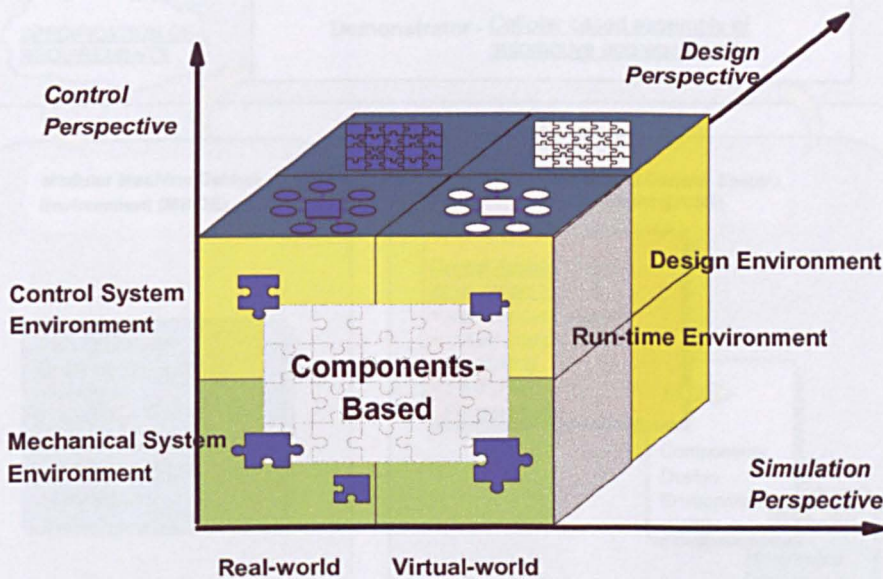 Control
Perspective
Design
Perspective
Control System
Environment
Design Environment
Run-time Environment
Components-
Based
Mechanical System
Environment
Simulation
Perspective
Real-world
Virtual-world